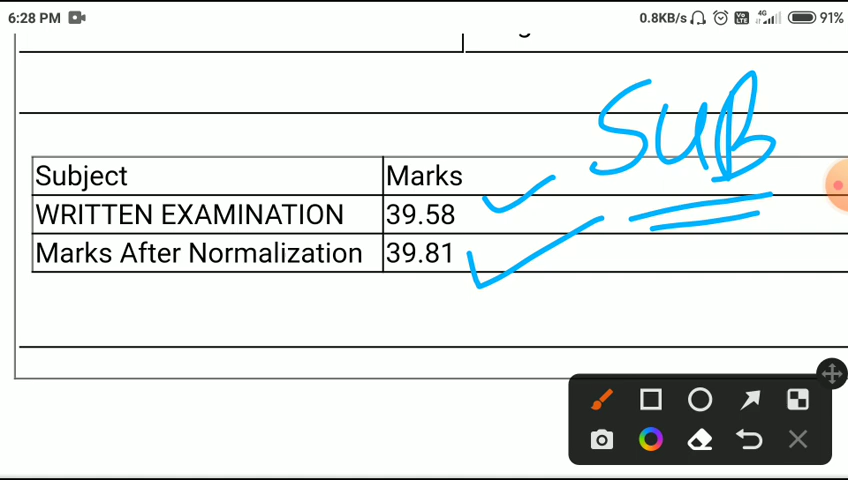 6:28 PM 0.8KB/s 4G 91%
SUB
Subject Marks
WRITTEN EXAMINATION 39.58
Marks After Normalization 39.81